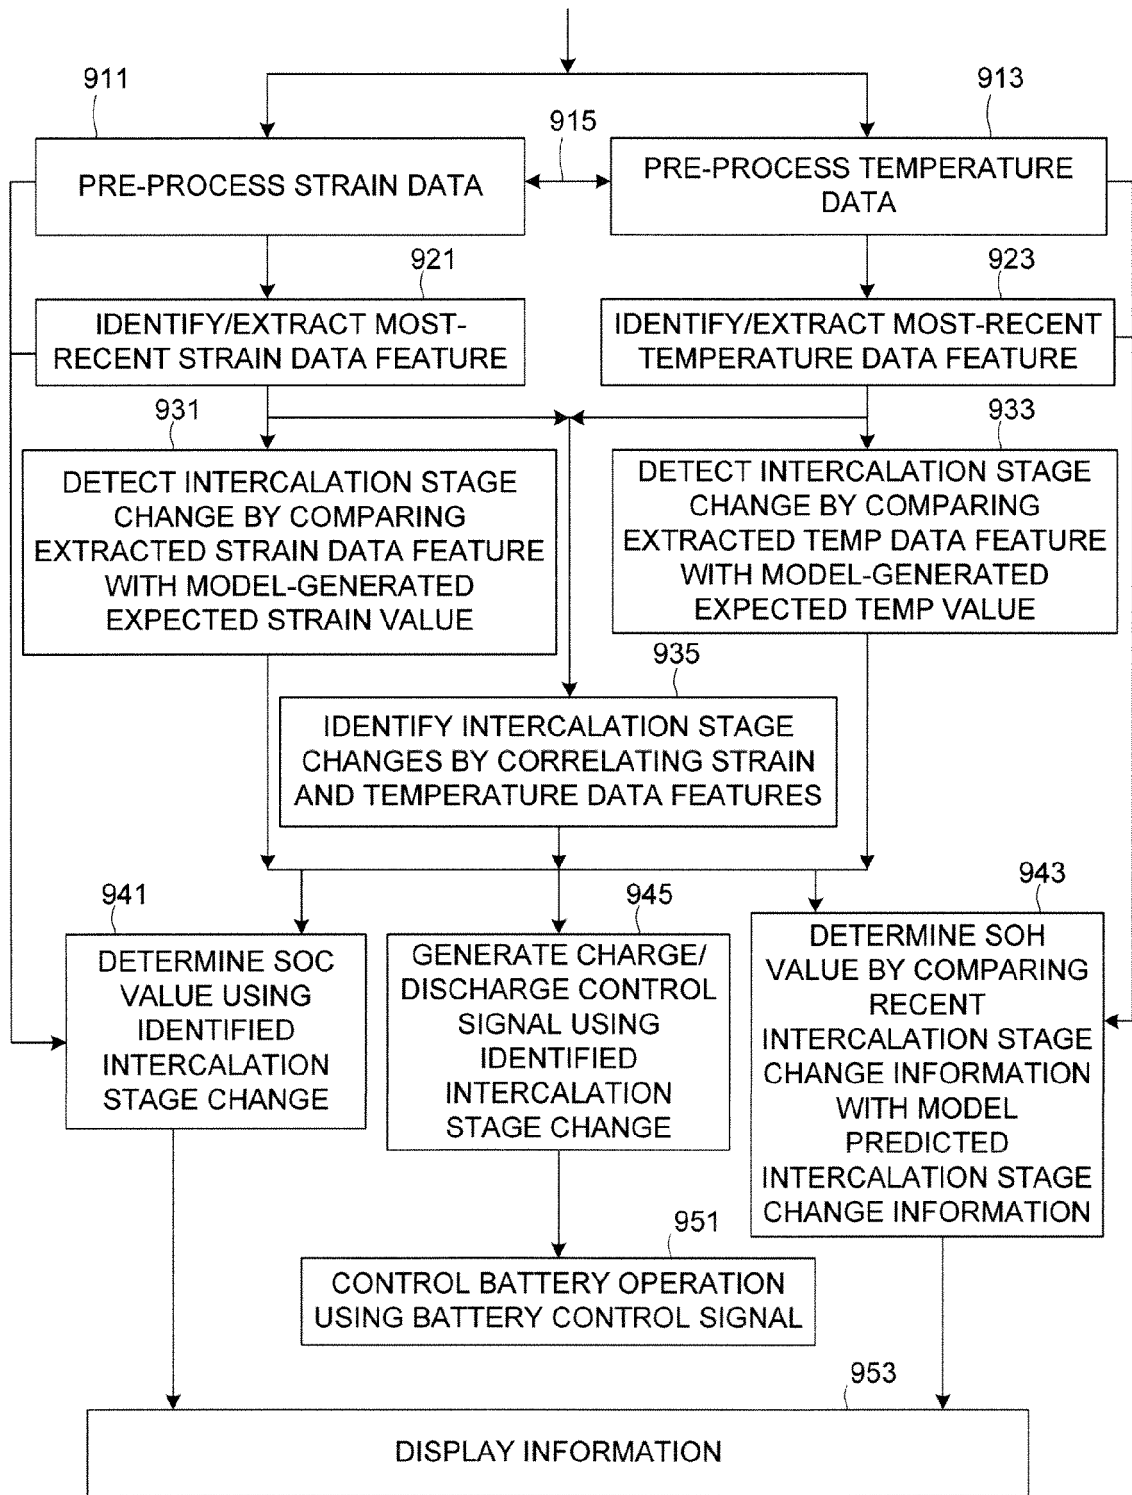 911
913
915
PRE-PROCESS STRAIN DATA
PRE-PROCESS TEMPERATURE
DATA
921
923
IDENTIFY/EXTRACT MOST-
RECENT STRAIN DATA FEATURE
IDENTIFY/EXTRACT MOST-RECENT
TEMPERATURE DATA FEATURE
931
933
DETECT INTERCALATION STAGE
CHANGE BY COMPARING
EXTRACTED STRAIN DATA FEATURE
WITH MODEL-GENERATED
EXPECTED STRAIN VALUE
DETECT INTERCALATION STAGE
CHANGE BY COMPARING
EXTRACTED TEMP DATA FEATURE
WITH MODEL-GENERATED
EXPECTED TEMP VALUE
935
IDENTIFY INTERCALATION STAGE
CHANGES BY CORRELATING STRAIN
AND TEMPERATURE DATA FEATURES
941
945
943
DETERMINE SOC
VALUE USING
IDENTIFIED
INTERCALATION
STAGE CHANGE
GENERATE CHARGE/
DISCHARGE CONTROL
SIGNAL USING
IDENTIFIED
INTERCALATION
STAGE CHANGE
DETERMINE SOH
VALUE BY COMPARING
RECENT
INTERCALATION STAGE
CHANGE INFORMATION
WITH MODEL
PREDICTED
INTERCALATION STAGE
CHANGE INFORMATION
951
CONTROL BATTERY OPERATION
USING BATTERY CONTROL SIGNAL
953
DISPLAY INFORMATION